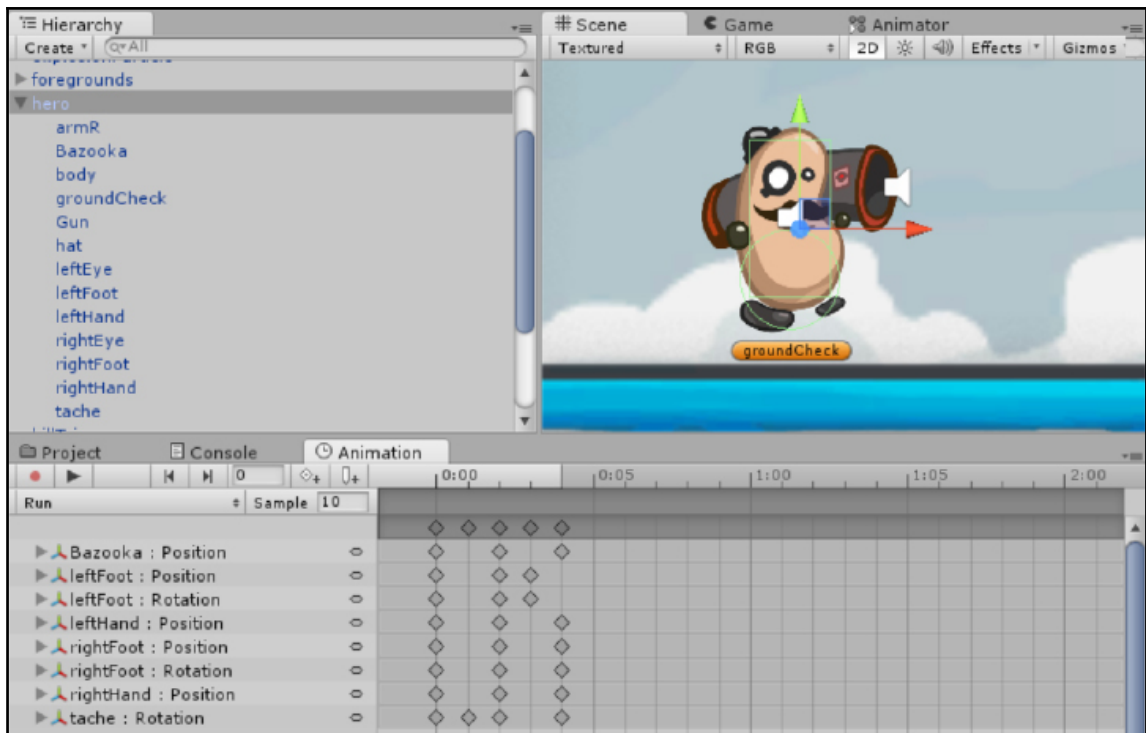 Hierarchy
Create All
foregrounds
hero
armR
Bazooka
body
groundCheck
Gun
hat
leftEye
leftFoot
leftHand
rightEye
rightFoot
rightHand
tache
# Scene Game Animator
Textured RGB 2D Effects Gizmos
groundCheck
Project Console Animation
0 0:00 0:05 1:00 1:05 2:00
Run Sample 10
Bazooka : Position
leftFoot : Position
leftFoot : Rotation
leftHand : Position
rightFoot : Position
rightFoot : Rotation
rightHand : Position
tache : Rotation